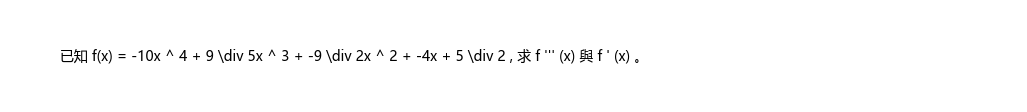 已知 f(x) = -10x ^ 4 + 9 \div 5x ^ 3 + -9 \div 2x ^ 2 + -4x + 5 \div 2 , 求 f ''' (x) 與 f ' (x) 。